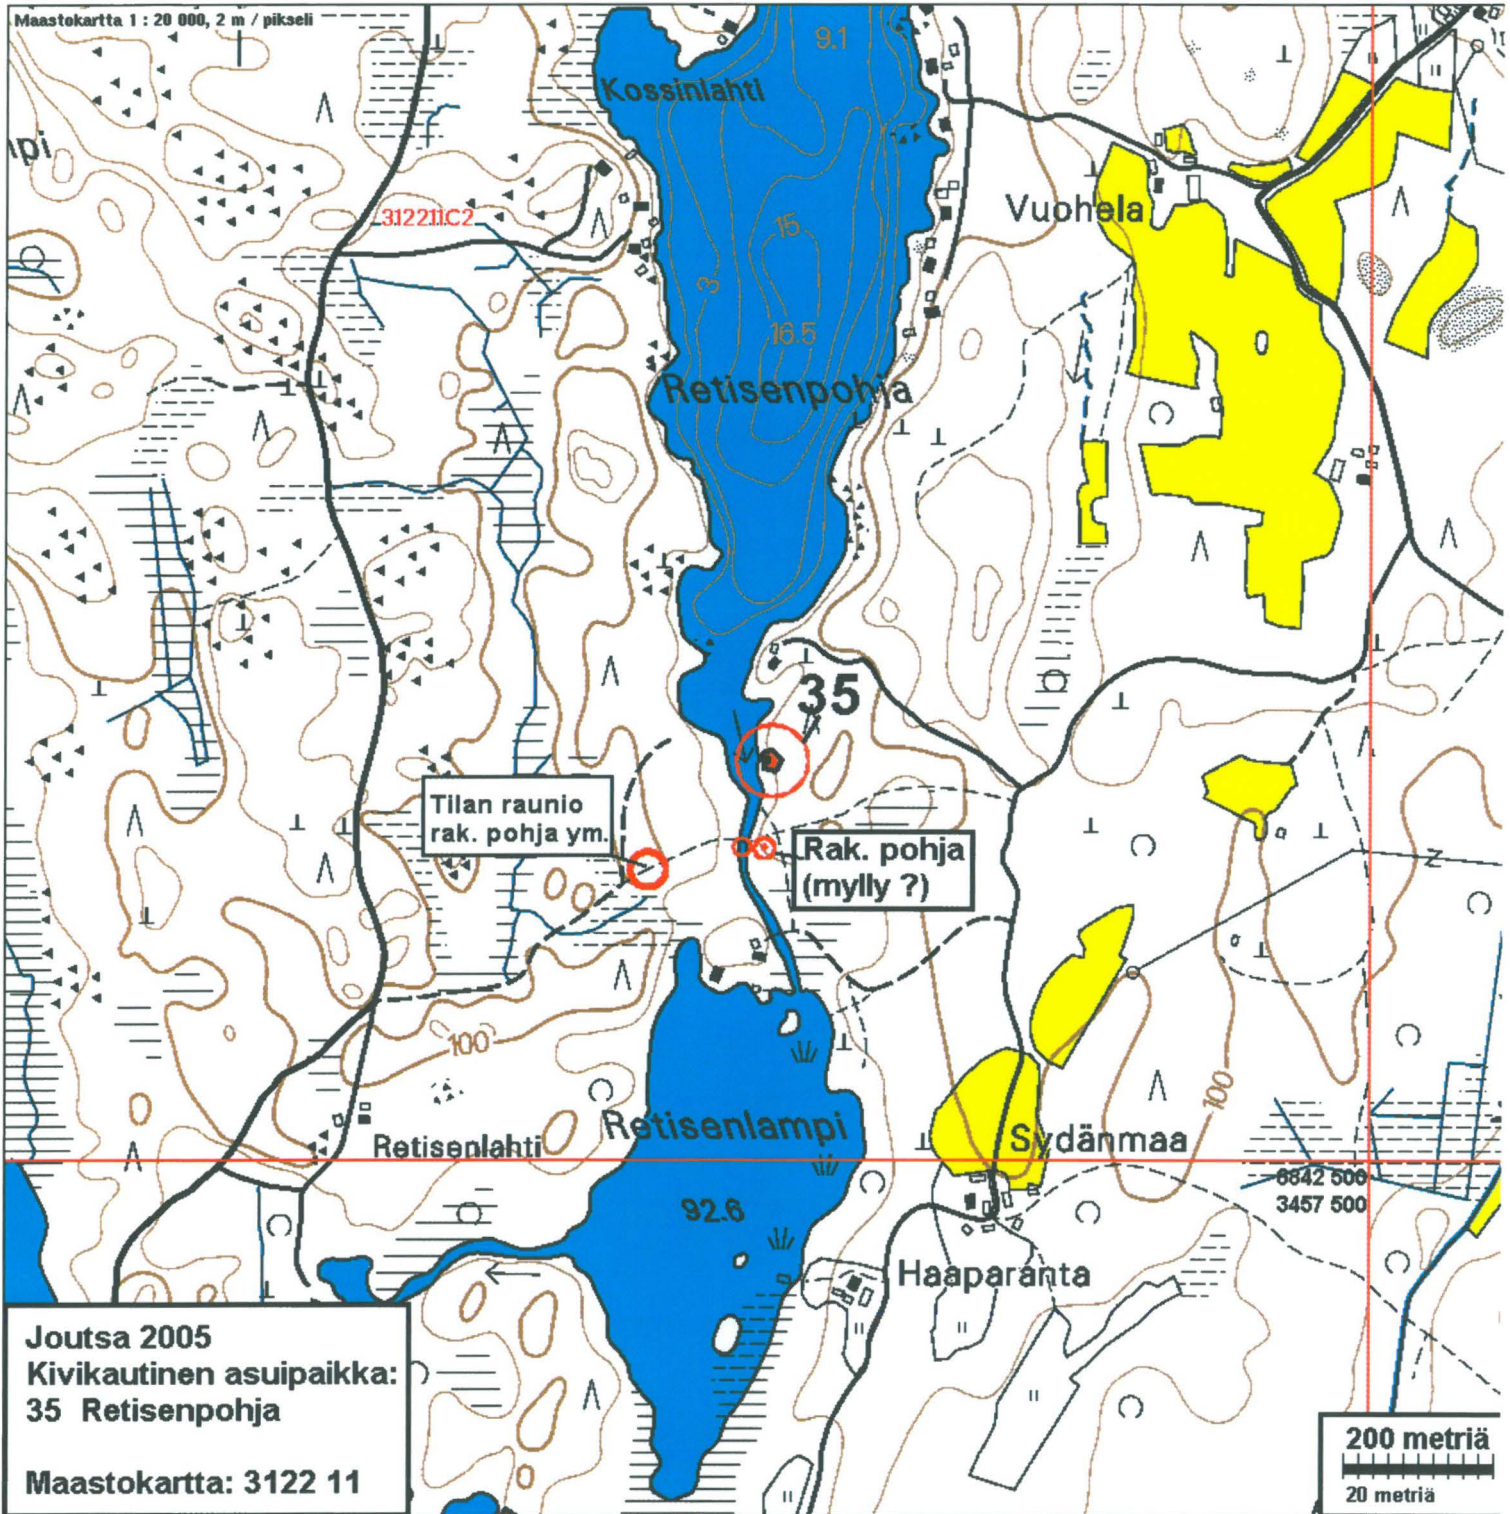 Maastokartta 1 : 20 000, 2 m / pikseli
9.1
Kossinlahti
pi
312211C2
Vuohela
15
3
16.5
Retisenpohja
35
Tilan raunio
rak. pohja ym.
Rak. pohja
(mylly ?)
100
100
Retisenlahti
Retisenlampi
Sydänmaa
6842 500
3457 500
92.6
Haaparanta
Joutsa 2005
Kivikautinen asuipaikka:
35 Retisenpohja
Maastokartta: 3122 11
200 metriä
20 metriä